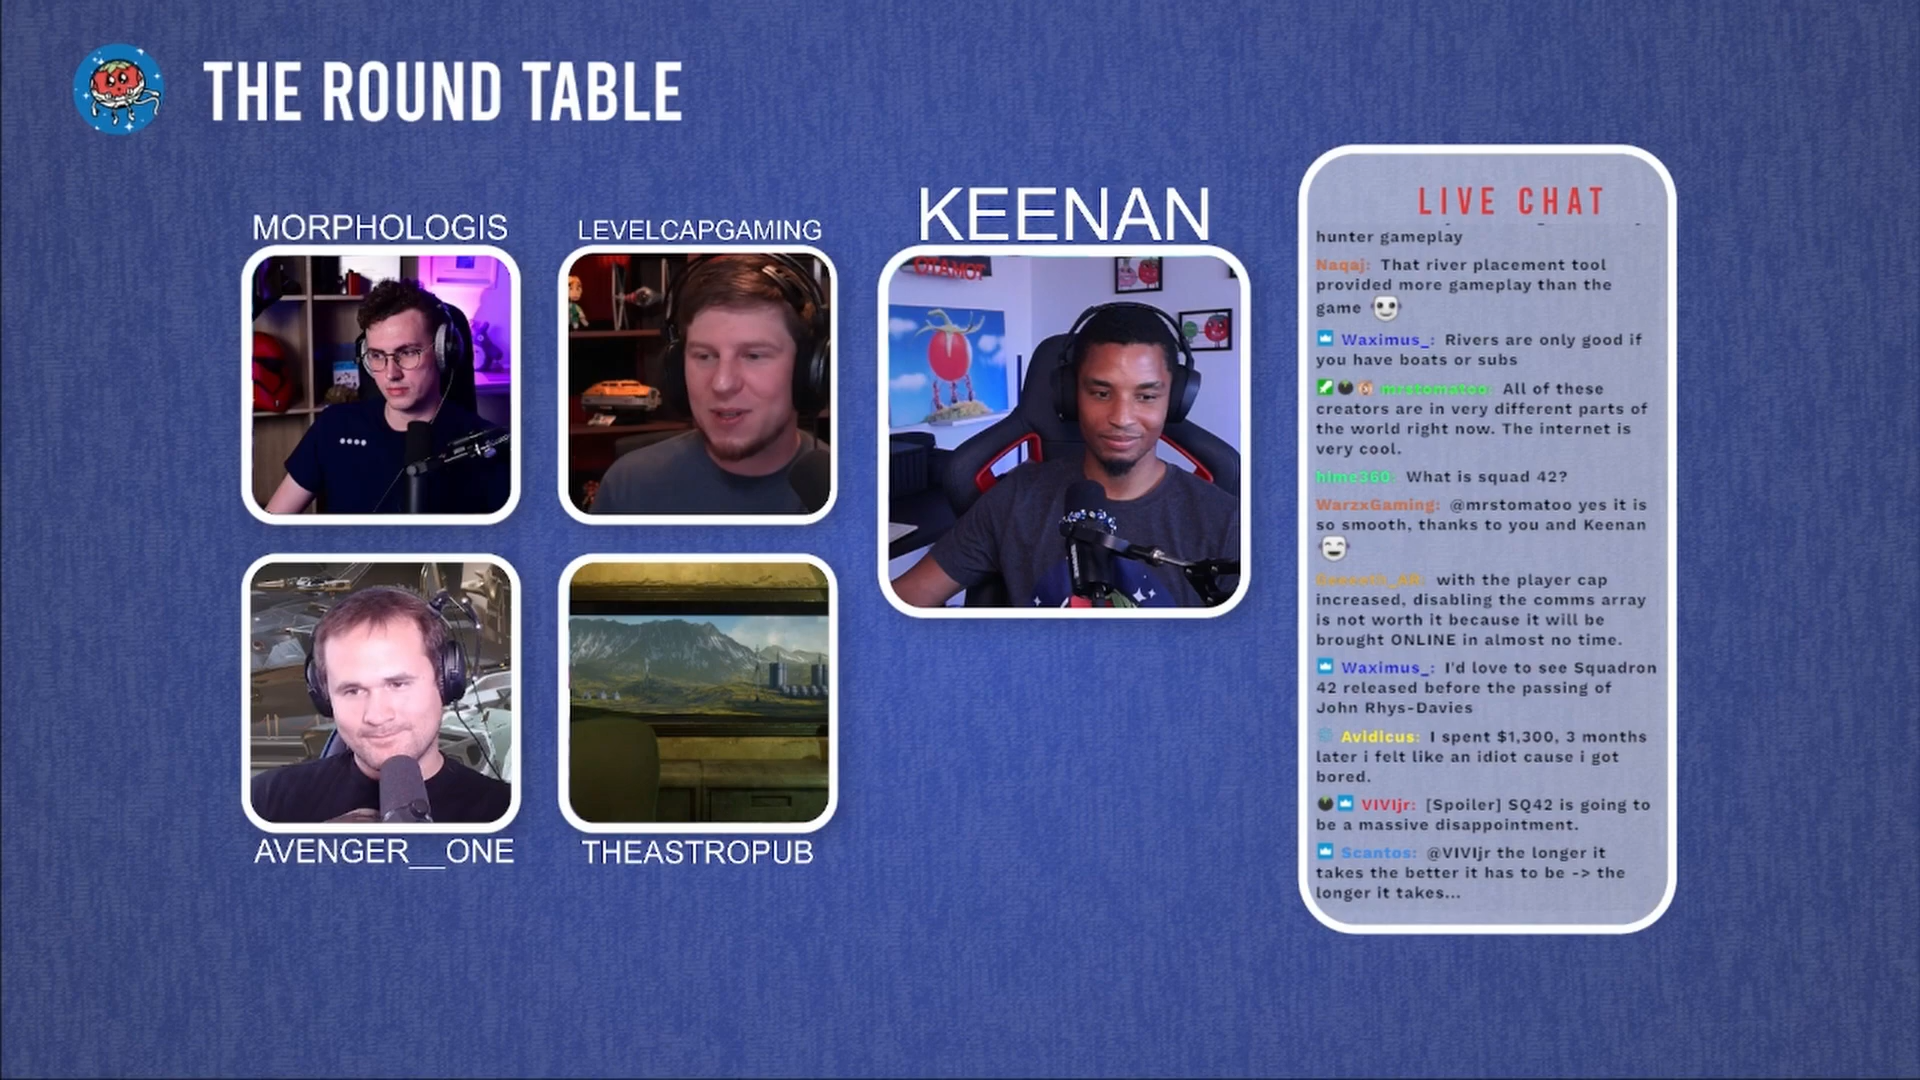 THE ROUND TABLE
MORPHOLOGIS
LEVELCAPGAMING
KEENAN
OTAMOT
AVENGER__ONE
THEASTROPUB
LIVE CHAT
hunter gameplay
Naqaj: That river placement tool
provided more gameplay than the
game
Waximus_: Rivers are only good if
you have boats or subs
mrstomatoo: All of these
creators are in very different parts of
the world right now. The internet is
very cool.
hime360: What is squad 42?
WarzxGaming: @mrstomatoo yes it is
so smooth, thanks to you and Keenan
with the player cap
increased, disabling the comms array
is not worth it because it will be
brought ONLINE in almost no time.
Waximus_: I'd love to see Squadron
42 released before the passing of
John Rhys-Davies
Avidicus: I spent $1,300, 3 months
later i felt like an idiot cause i got
bored.
VIVIjr: [Spoiler] SQ42 is going to
be a massive disappointment.
Scantos: @VIVIjr the longer it
takes the better it has to be -> the
longer it takes...